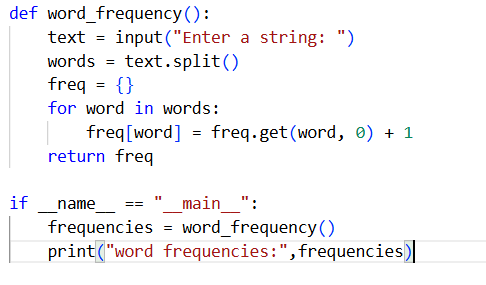 def word_frequency():
    text = input("Enter a string: ")
    words = text.split()
    freq = {}
    for word in words:
        freq[word] = freq.get(word, 0) + 1
    return freq

if __name__ == "__main__":
    frequencies = word_frequency()
    print("word frequencies:",frequencies)